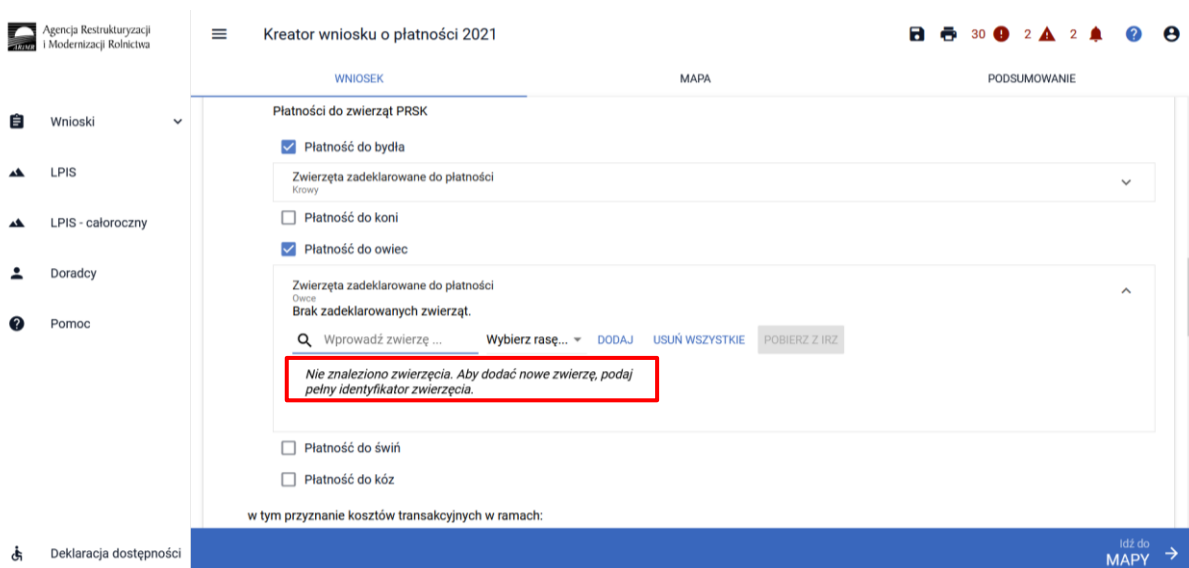 Agencja Restrukturyzacji
i Modernizacji Rolnictwa
ARiMR
Kreator wniosku o płatności 2021
30 2 2
WNIOSEK MAPA PODSUMOWANIE
Wnioski
LPIS
LPIS - całoroczny
Doradcy
Pomoc
Płatności do zwierząt PRSK
Płatność do bydła
Zwierzęta zadeklarowane do płatności
Krowy
Płatność do koni
Płatność do owiec
Zwierzęta zadeklarowane do płatności
Owce
Brak zadeklarowanych zwierząt.
Wprowadź zwierzę ... Wybierz rasę... DODAJ USUŃ WSZYSTKIE POBIERZ Z IRZ
Nie znaleziono zwierzęcia. Aby dodać nowe zwierzę, podaj
pełny identyfikator zwierzęcia.
Płatność do świń
Płatność do kóz
w tym przyznanie kosztów transakcyjnych w ramach:
Deklaracja dostępności
Idź do
MAPY